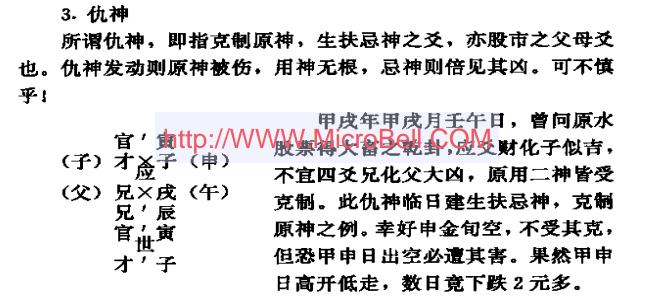 3. 仇神
所谓仇神，即指克制原神，生扶忌神之爻，亦股市之父母爻
也。仇神发动则原神被伤，用神无根，忌神则倍见其凶。可不慎
乎！
官′寅
（子）才×子（申）
应
（父）兄×戌（午）
兄′辰
官′寅
世
才′子
甲戌年甲戌月壬午日，曾问原水
股票得大畜之乾卦，应爻财化子似吉，
不宜四爻兄化父大凶，原用二神皆受
克制。此仇神临日建生扶忌神，克制
原神之例。幸好申金旬空，不受其克，
但恐甲申日出空必遭其害。果然甲申
日高开低走，数日竟下跌 2 元多。
http://www.MicroBell.COM